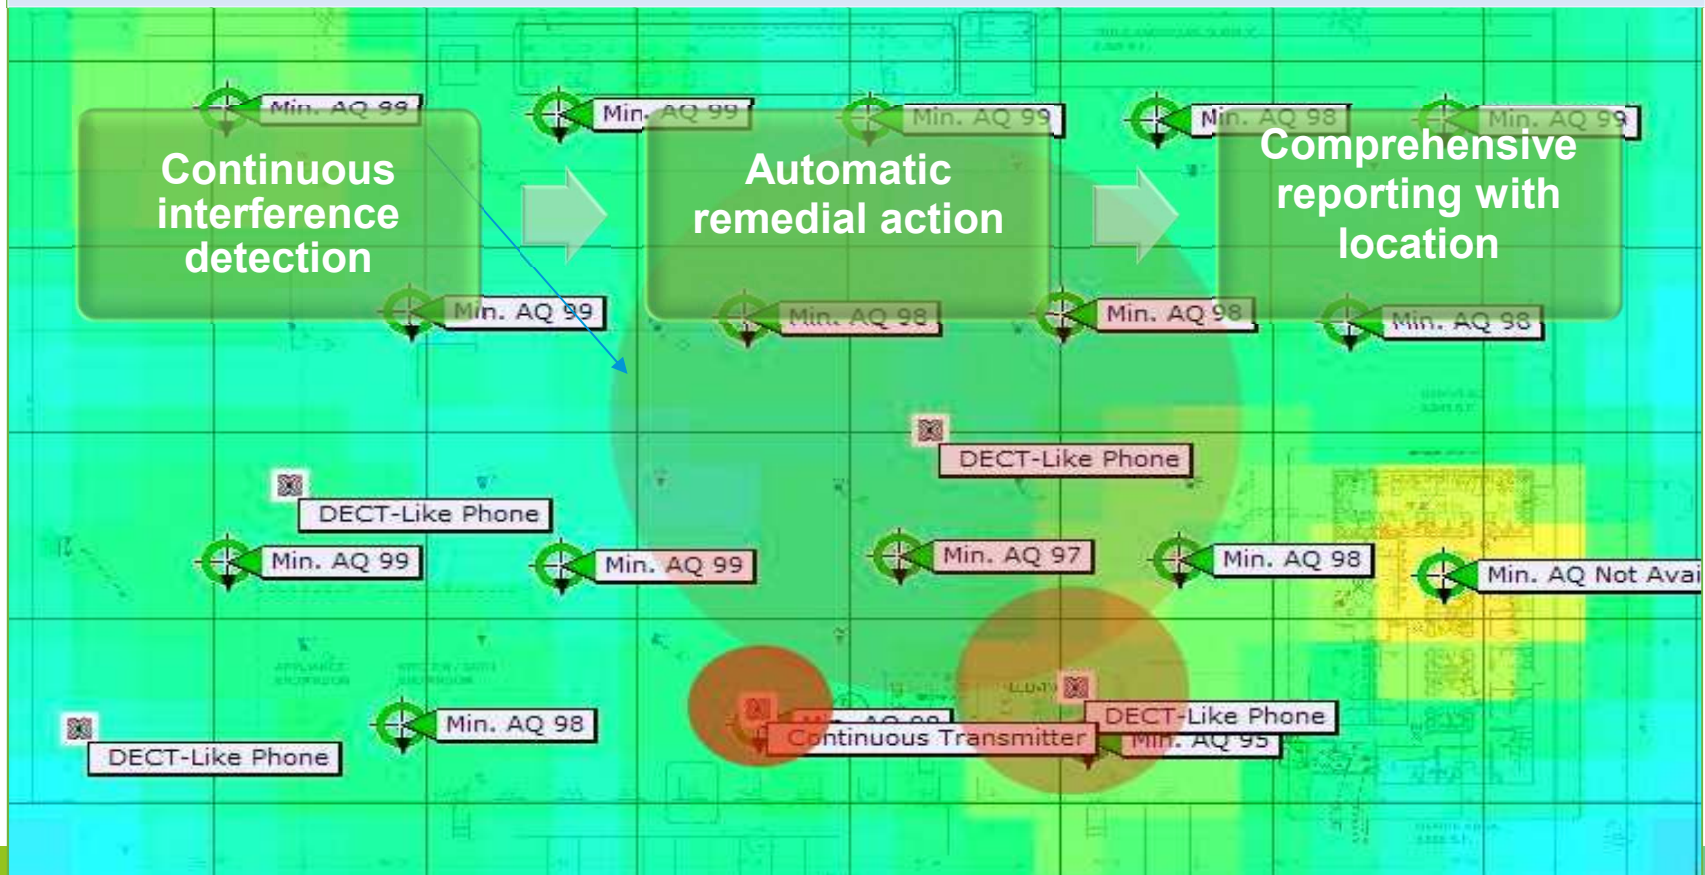 Min. AQ 99
Min. AQ 99
Min. AQ 99
Min. AQ 98
Min. AQ 99
Continuous
interference
detection
Automatic
remedial action
Comprehensive
reporting with
location
Min. AQ 99
Min. AQ 98
Min. AQ 98
Min. AQ 98
DECT-Like Phone
DECT-Like Phone
Min. AQ 99
Min. AQ 99
Min. AQ 97
Min. AQ 98
Min. AQ Not Avai
DECT-Like Phone
Min. AQ 98
Continuous Transmitter
DECT-Like Phone
Min. AQ 95